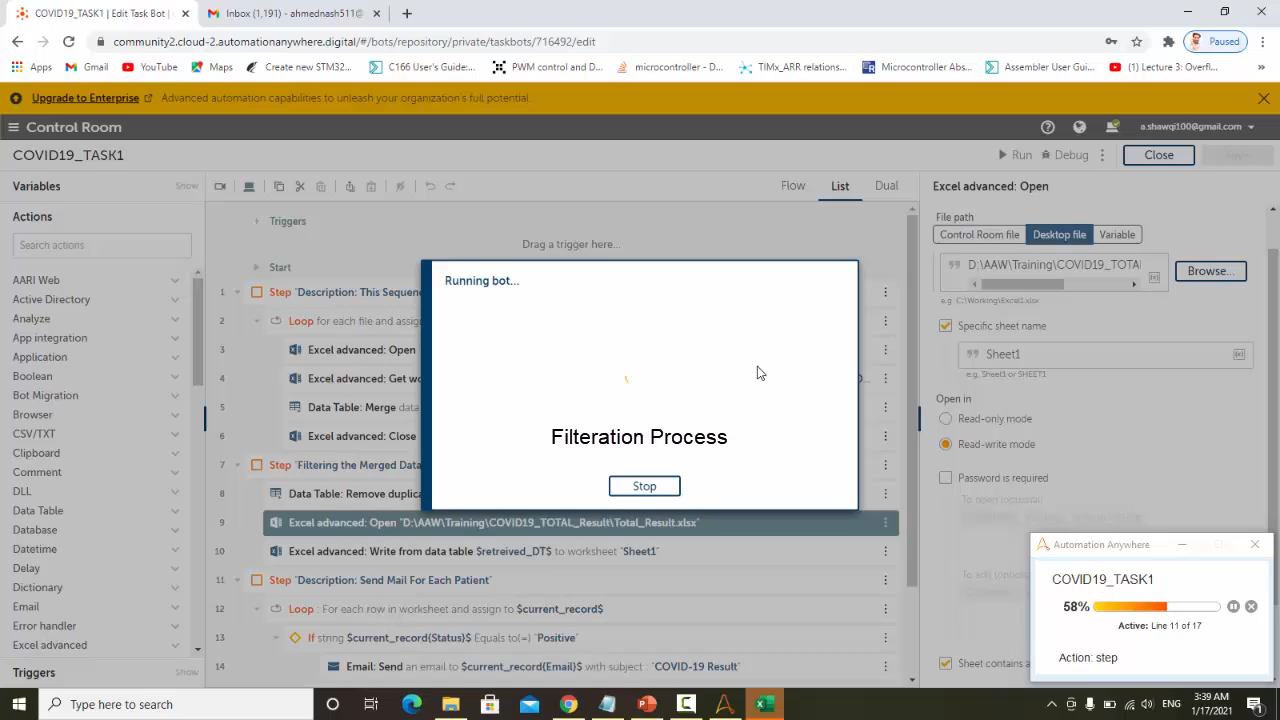 COVID19_TASK1 | Edit Task Bot |
Inbox (1,191) - ahmednash511@
community2.cloud-2.automationanywhere.digital/#/bots/repository/private/taskbots/716492/edit
Paused
Apps
Gmail
YouTube
Maps
Create new STM32...
C166 User's Guide:...
PWM control and D...
microcontroller - D...
TIMx_ARR relations...
Microcontroller Abs...
Assembler User Gui...
(1) Lecture 3: Overfl...
»
Upgrade to Enterprise
Advanced automation capabilities to unleash your organization's full potential.
Control Room
a.shawqi100@gmail.com
COVID19_TASK1
Run
Debug
Close
Variables
Show
Flow
List
Dual
Excel advanced: Open
Actions
Search actions
AARI Web
Active Directory
Analyze
App integration
Application
Boolean
Bot Migration
Browser
CSV/TXT
Clipboard
Comment
DLL
Data Table
Database
Datetime
Delay
Dictionary
Email
Error handler
Excel advanced
Triggers
Show
Triggers
Drag a trigger here...
Start
1 Step "Description: This Sequen
2 Loop for each file and assign
3 Excel advanced: Open
4 Excel advanced: Get wo
5 Data Table: Merge data
6 Excel advanced: Close
7 Step "Filtering the Merged Data
8 Data Table: Remove duplica
9 Excel advanced: Open "D:\AAW\Training\COVID19_TOTAL_Result\Total_Result.xlsx"
10 Excel advanced: Write from data table $retreived_DT$ to worksheet "Sheet1"
11 Step "Description: Send Mail For Each Patient"
12 Loop : For each row in worksheet and assign to $current_record$
13 If string $current_record{Status}$ Equals to(=) "Positive"
14 Email: Send an email to $current_record{Email}$ with subject : "COVID-19 Result"
Running bot...
Filteration Process
Stop
File path
Control Room file
Desktop file
Variable
D:\AAW\Training\COVID19_TOTAL
Browse...
e.g. C:\Working\Excel1.xlsx
Specific sheet name
Sheet1
e.g. Sheet1 or SHEET1
Open in
Read-only mode
Read-write mode
Password is required
Sheet contains a
Automation Anywhere
COVID19_TASK1
58%
Active: Line 11 of 17
Action: step
Type here to search
ENG
3:39 AM
1/17/2021